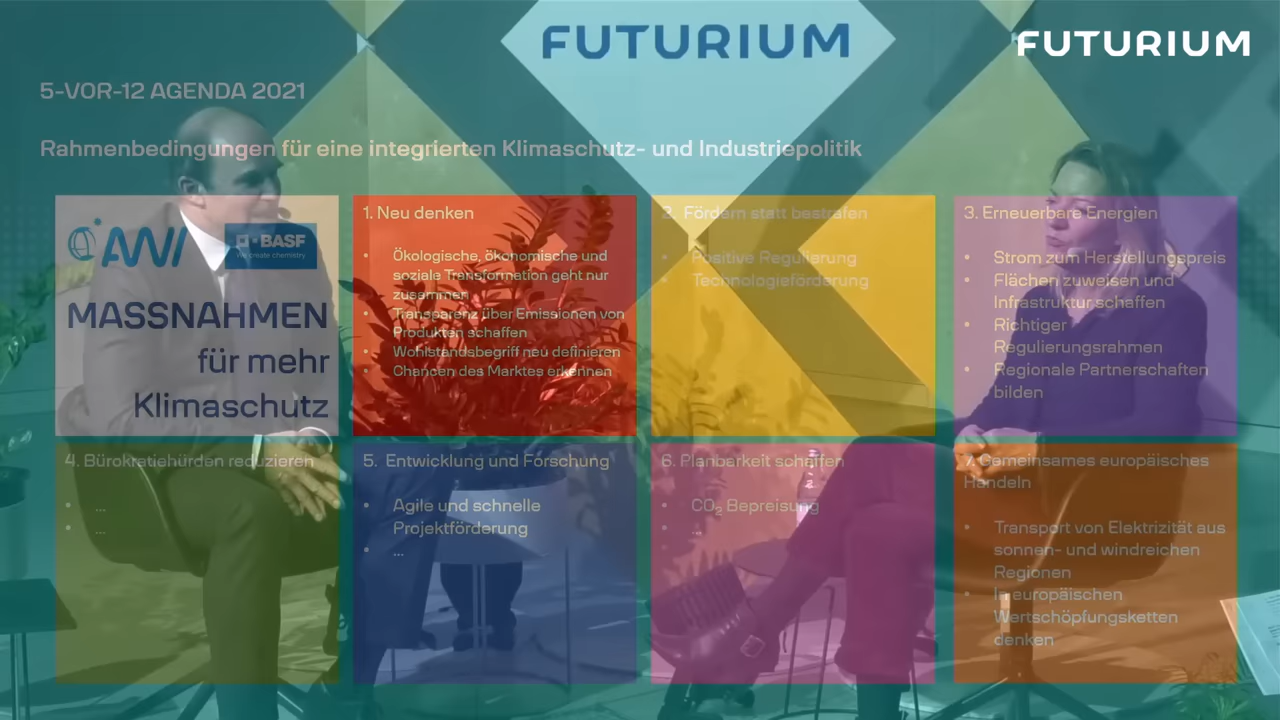 FUTURIUM
FUTURIUM
5-VOR-12 AGENDA 2021
Rahmenbedingungen für eine integrierten Klimaschutz- und Industriepolitik
AWI
BASF
We create chemistry
MASSNAHMEN
für mehr
Klimaschutz
1. Neu denken
• Ökologische, ökonomische und
soziale Transformation geht nur
zusammen
• Transparenz über Emissionen von
Produkten schaffen
• Wohlstandsbegriff neu definieren
• Chancen des Marktes erkennen
3. Fördern statt bestrafen
• Positive Regulierung
• Technologieförderung
3. Erneuerbare Energien
• Strom zum Herstellungspreis
• Flächen zuweisen und
Infrastruktur schaffen
• Richtiger
Regulierungsrahmen
• Regionale Partnerschaften
bilden
4. Bürokratiehürden reduzieren
• ...
• ...
5. Entwicklung und Forschung
• Agile und schnelle
Projektförderung
• ...
6. Planbarkeit schaffen
• CO₂ Bepreisung
• ...
7. Gemeinsames europäisches
Handeln
• Transport von Elektrizität aus
sonnen- und windreichen
Regionen
• In europäischen
Wertschöpfungsketten
denken